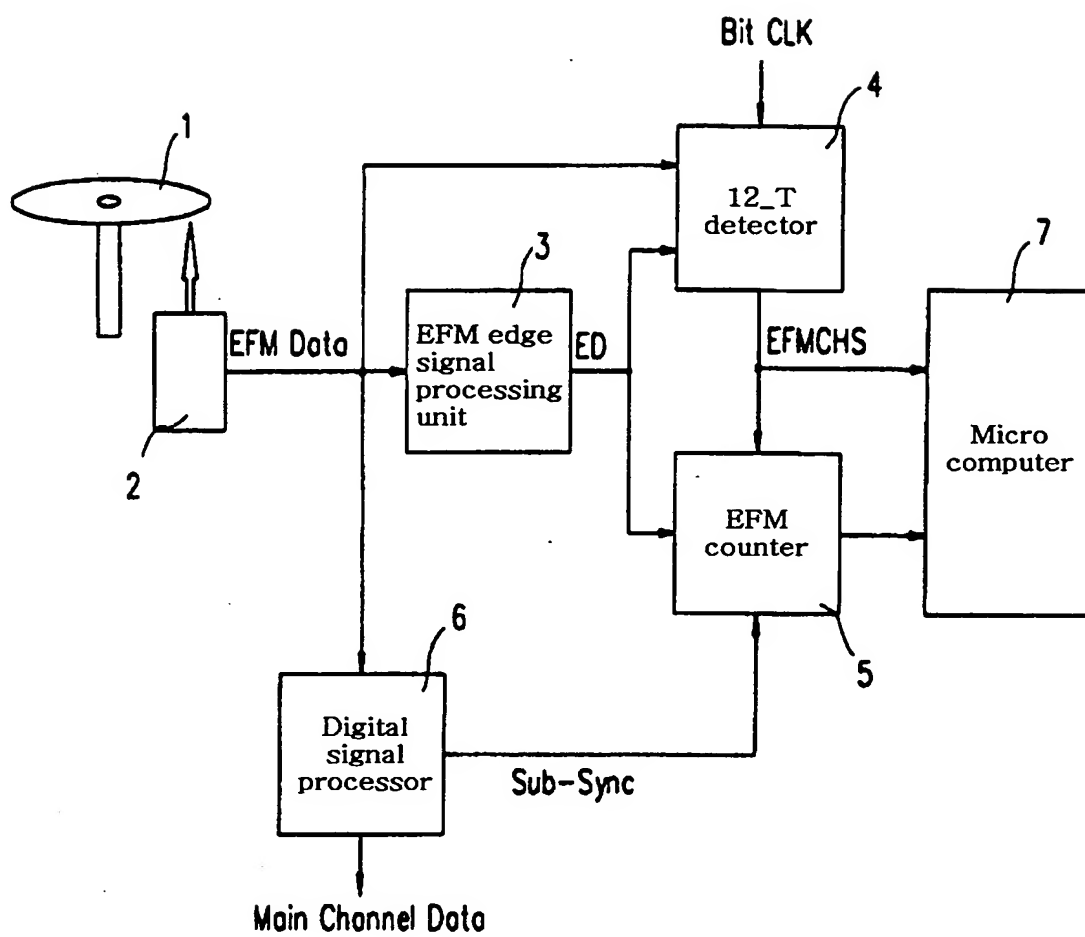 Bit CLK
4
1
12_T
detector
3
7
EFM Data
EFM edge
signal
processing
unit
ED
EFMCHS
2
Micro
computer
EFM
counter
6
5
Digital
signal
processor
Sub-Sync
Main Channel Data